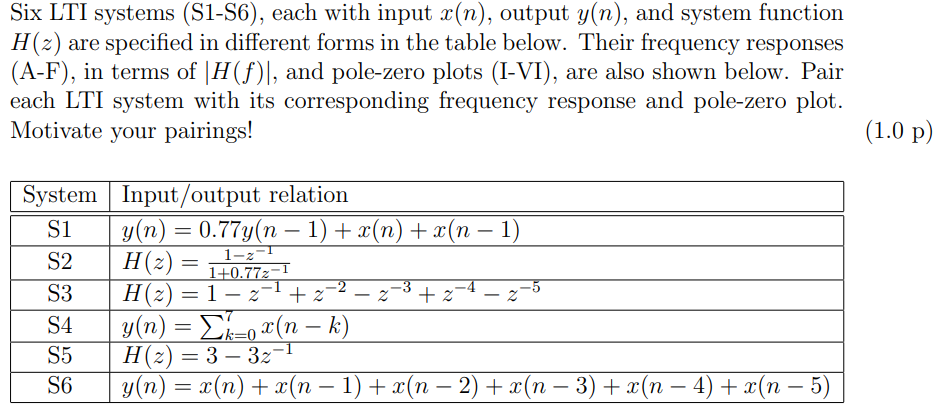 Six LTI systems (S1-S6), each with input x(n), output y(n), and system function
H(z) are specified in different forms in the table below. Their frequency responses
(A-F), in terms of |H(f)|, and pole-zero plots (I-VI), are also shown below. Pair
each LTI system with its corresponding frequency response and pole-zero plot.
Motivate your pairings! (1.0 p)
System Input/output relation
S1 y(n) = 0.77y(n − 1) + x(n) + x(n − 1)
S2 H(z) = \frac{1−z^{−1}}{1+0.77z^{−1}}
S3 H(z) = 1 − z^{−1} + z^{−2} − z^{−3} + z^{−4} − z^{−5}
S4 y(n) = \sum_{k=0}^{7} x(n − k)
S5 H(z) = 3 − 3z^{−1}
S6 y(n) = x(n) + x(n − 1) + x(n − 2) + x(n − 3) + x(n − 4) + x(n − 5)